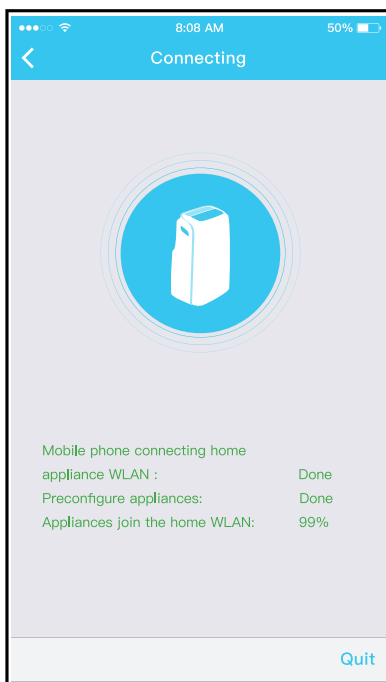 8:08 AM 50%
Connecting
Mobile phone connecting home
appliance WLAN : Done
Preconfigure appliances: Done
Appliances join the home WLAN: 99%
Quit